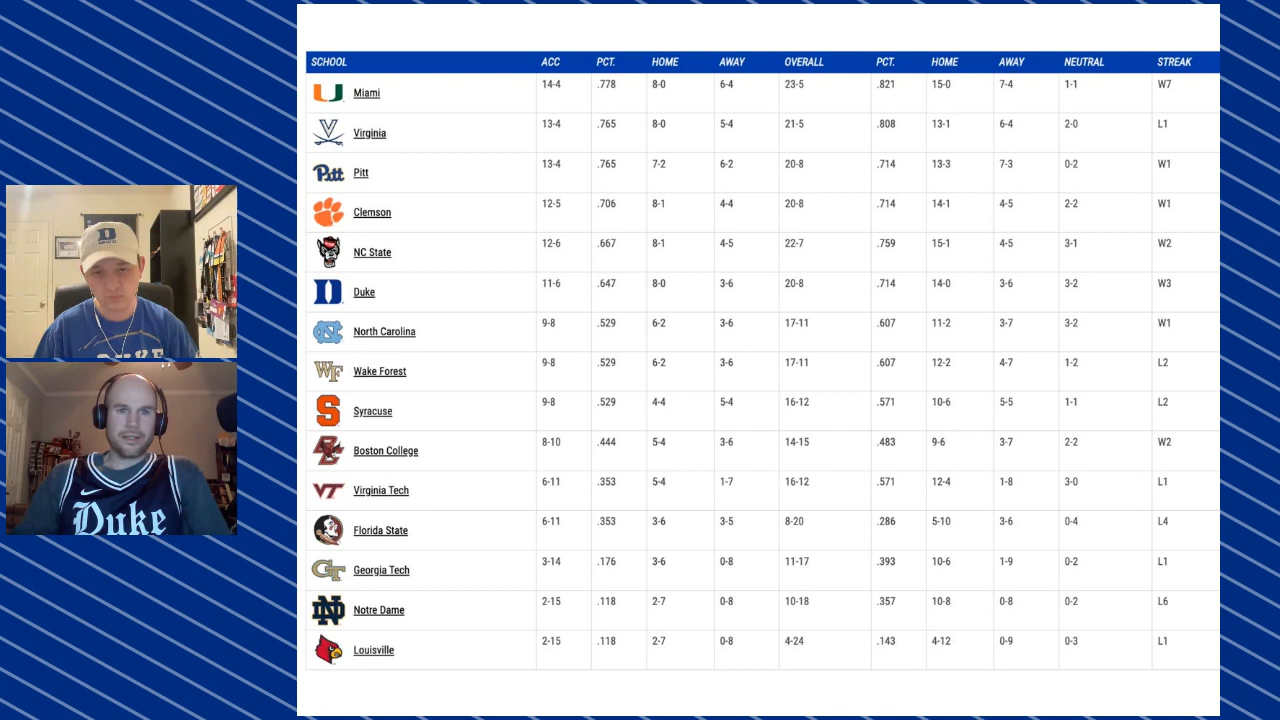 SCHOOL ACC PCT. HOME AWAY OVERALL PCT. HOME AWAY NEUTRAL STREAK
Miami 14-4 .778 8-0 6-4 23-5 .821 15-0 7-4 1-1 W7
Virginia 13-4 .765 8-0 5-4 21-5 .808 13-1 6-4 2-0 L1
Pitt Pitt 13-4 .765 7-2 6-2 20-8 .714 13-3 7-3 0-2 W1
Clemson 12-5 .706 8-1 4-4 20-8 .714 14-1 4-5 2-2 W1
NC State 12-6 .667 8-1 4-5 22-7 .759 15-1 4-5 3-1 W2
D Duke 11-6 .647 8-0 3-6 20-8 .714 14-0 3-6 3-2 W3
NC North Carolina 9-8 .529 6-2 3-6 17-11 .607 11-2 3-7 3-2 W1
WF Wake Forest 9-8 .529 6-2 3-6 17-11 .607 12-2 4-7 1-2 L2
S Syracuse 9-8 .529 4-4 5-4 16-12 .571 10-6 5-5 1-1 L2
BC Boston College 8-10 .444 5-4 3-6 14-15 .483 9-6 3-7 2-2 W2
VT Virginia Tech 6-11 .353 5-4 1-7 16-12 .571 12-4 1-8 3-0 L1
Florida State 6-11 .353 3-6 3-5 8-20 .286 5-10 3-6 0-4 L4
GT Georgia Tech 3-14 .176 3-6 0-8 11-17 .393 10-6 1-9 0-2 L1
ND Notre Dame 2-15 .118 2-7 0-8 10-18 .357 10-8 0-8 0-2 L6
Louisville 2-15 .118 2-7 0-8 4-24 .143 4-12 0-9 0-3 L1
D
DUKE
Duke